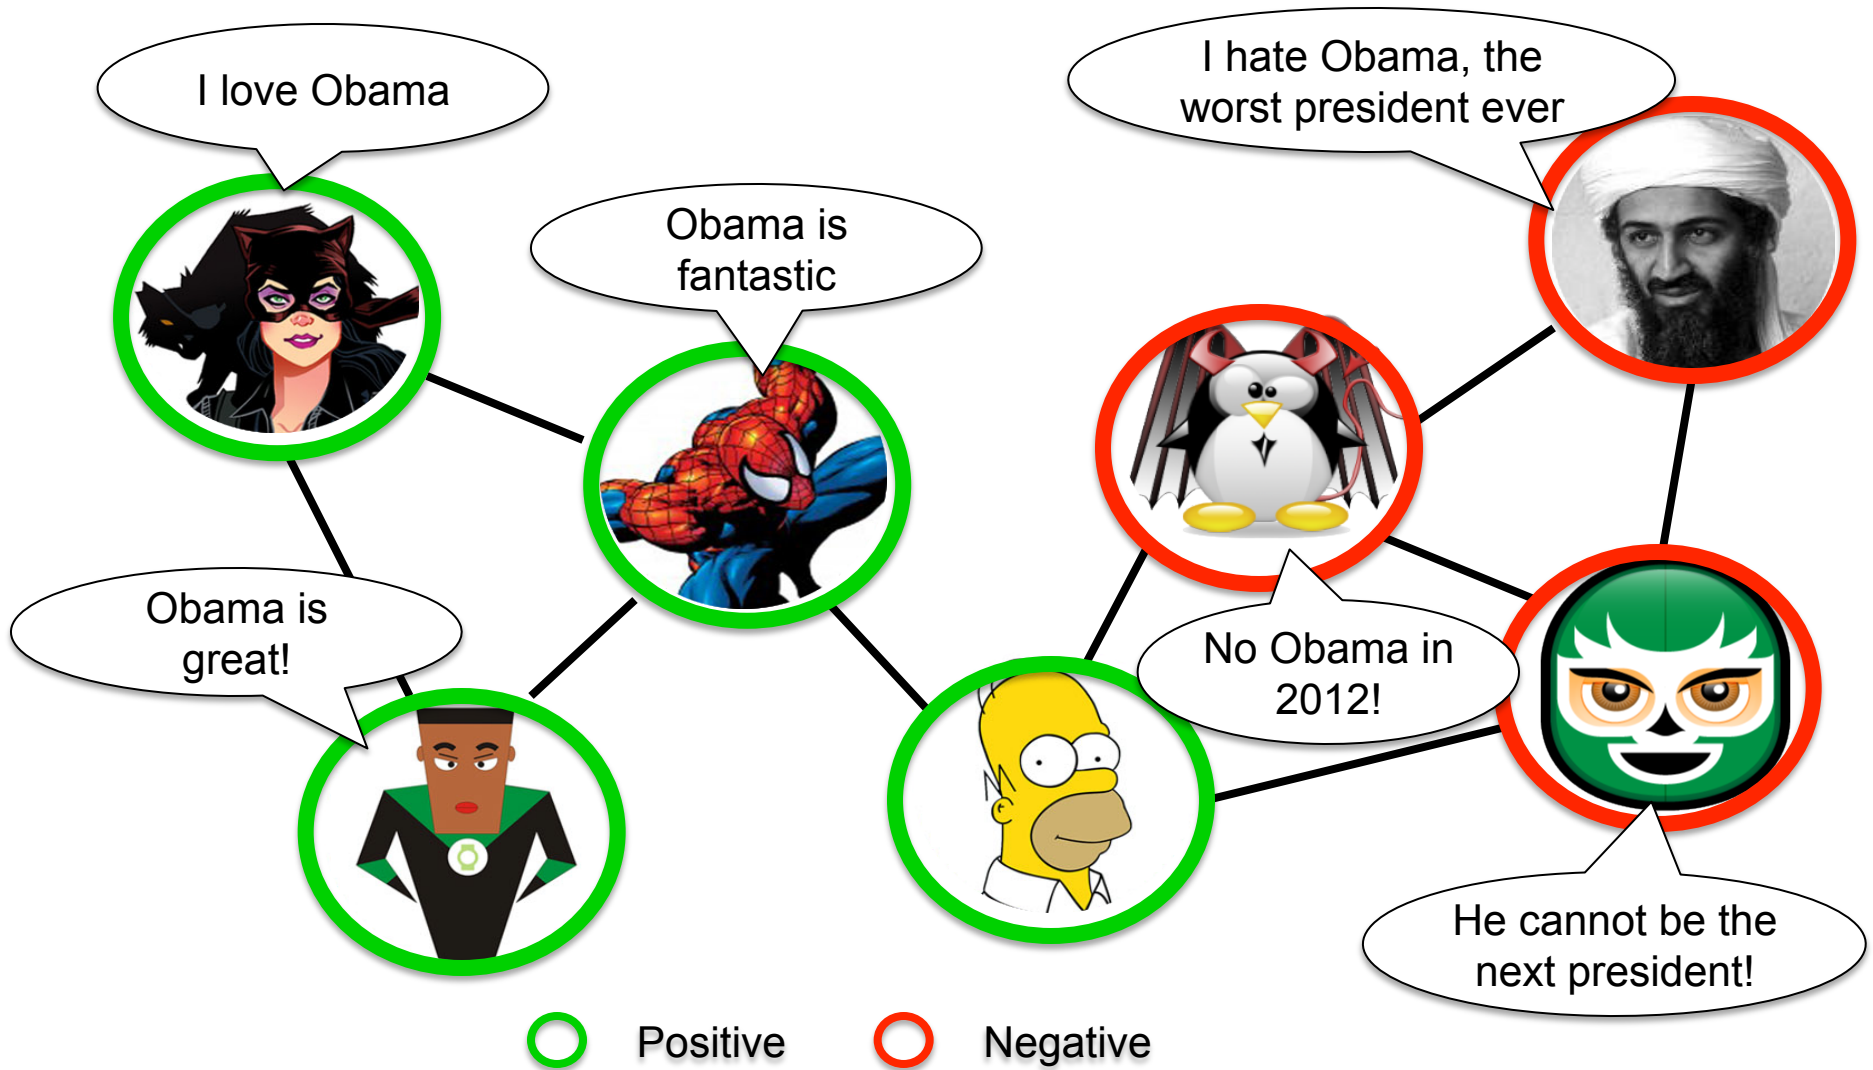 I love Obama
I hate Obama, the
worst president ever
Obama is
fantastic
Obama is
great!
No Obama in
2012!
He cannot be the
next president!
Positive
Negative